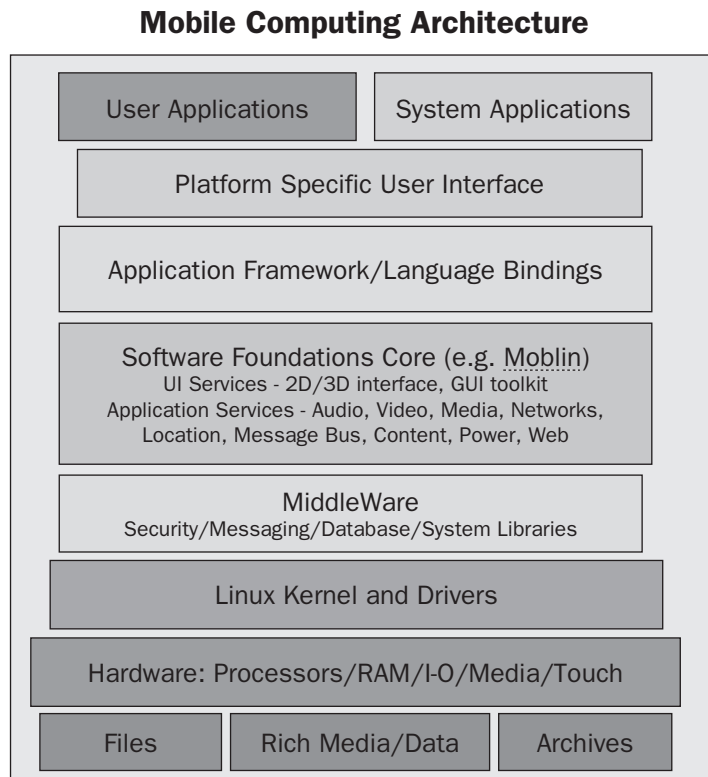 Mobile Computing Architecture
User Applications
System Applications
Platform Specific User Interface
Application Framework/Language Bindings
Software Foundations Core (e.g. Moblin)
UI Services - 2D/3D interface, GUI toolkit
Application Services - Audio, Video, Media, Networks,
Location, Message Bus, Content, Power, Web
MiddleWare
Security/Messaging/Database/System Libraries
Linux Kernel and Drivers
Hardware: Processors/RAM/I-O/Media/Touch
Files
Rich Media/Data
Archives